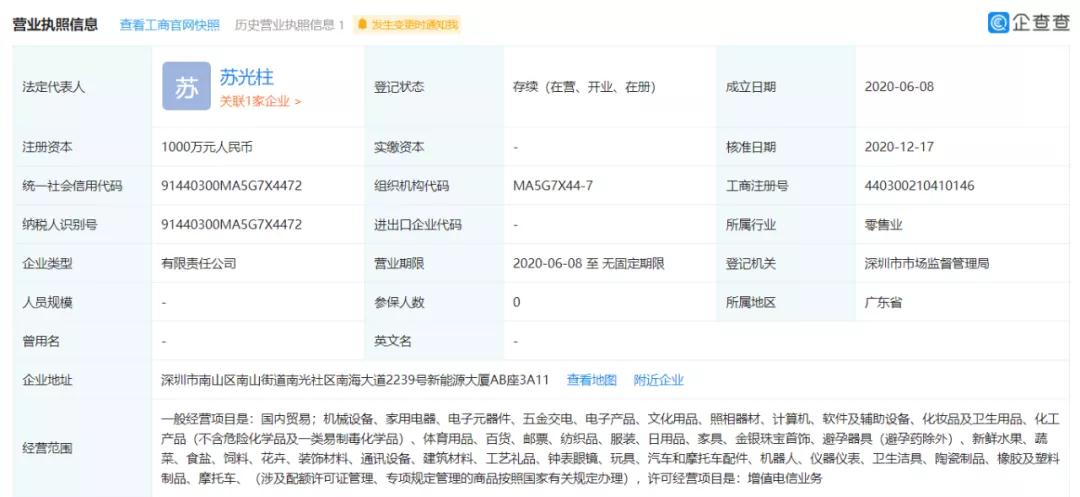 营业执照信息 查看工商官网快照 历史营业执照信息 1 发生变更时通知我 企查查
法定代表人 苏 苏光柱 关联1家企业 > 登记状态 存续（在营、开业、在册） 成立日期 2020-06-08
注册资本 1000万元人民币 实缴资本 - 核准日期 2020-12-17
统一社会信用代码 91440300MA5G7X4472 组织机构代码 MA5G7X44-7 工商注册号 440300210410146
纳税人识别号 91440300MA5G7X4472 进出口企业代码 - 所属行业 零售业
企业类型 有限责任公司 营业期限 2020-06-08 至 无固定期限 登记机关 深圳市市场监督管理局
人员规模 - 参保人数 0 所属地区 广东省
曾用名 - 英文名 -
企业地址 深圳市南山区南山街道南光社区南海大道2239号新能源大厦AB座3A11 查看地图 附近企业
经营范围 一般经营项目是：国内贸易；机械设备、家用电器、电子元器件、五金交电、电子产品、文化用品、照相器材、计算机、软件及辅助设备、化妆品及卫生用品、化工
产品（不含危险化学品及一类易制毒化学品）、体育用品、百货、邮票、纺织品、服装、日用品、家具、金银珠宝首饰、避孕器具（避孕药除外）、新鲜水果、蔬
菜、食盐、饲料、花卉、装饰材料、通讯设备、建筑材料、工艺礼品、钟表眼镜、玩具、汽车和摩托车配件、机器人、仪器仪表、卫生洁具、陶瓷制品、橡胶及塑料
制品、摩托车、（涉及配额许可证管理、专项规定管理的商品按照国家有关规定办理），许可经营项目是：增值电信业务